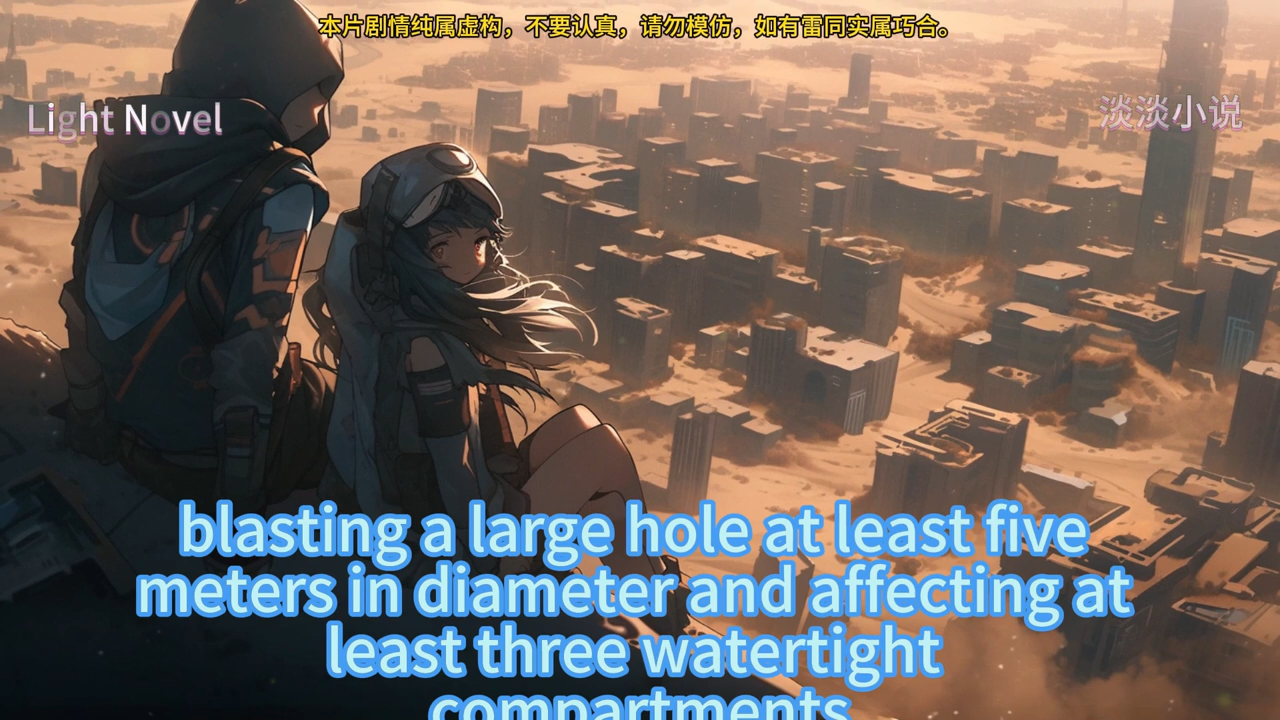 本片剧情纯属虚构，不要认真，请勿模仿，如有雷同实属巧合。
Light Novel
淡淡小说
blasting a large hole at least five
meters in diameter and affecting at
least three watertight
compartments